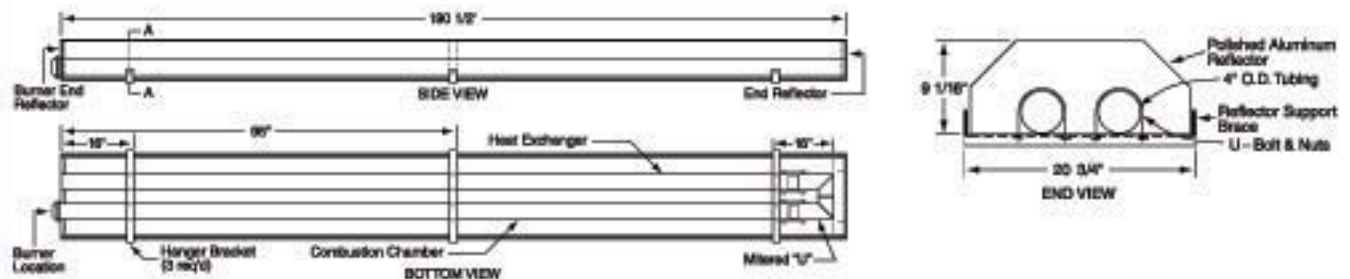 190 1/2"
A
A
Burner End
Reflector
SIDE VIEW
End Reflector
16"
Heat Exchanger
16"
Burner
Location
Hanger Bracket
(3 req'd)
Combustion Chamber
BOTTOM VIEW
Mitered "U"
9 1/16"
Polished Aluminum
Reflector
4" O.D. Tubing
Reflector Support
Brace
U - Bolt & Nuts
20 3/4"
END VIEW